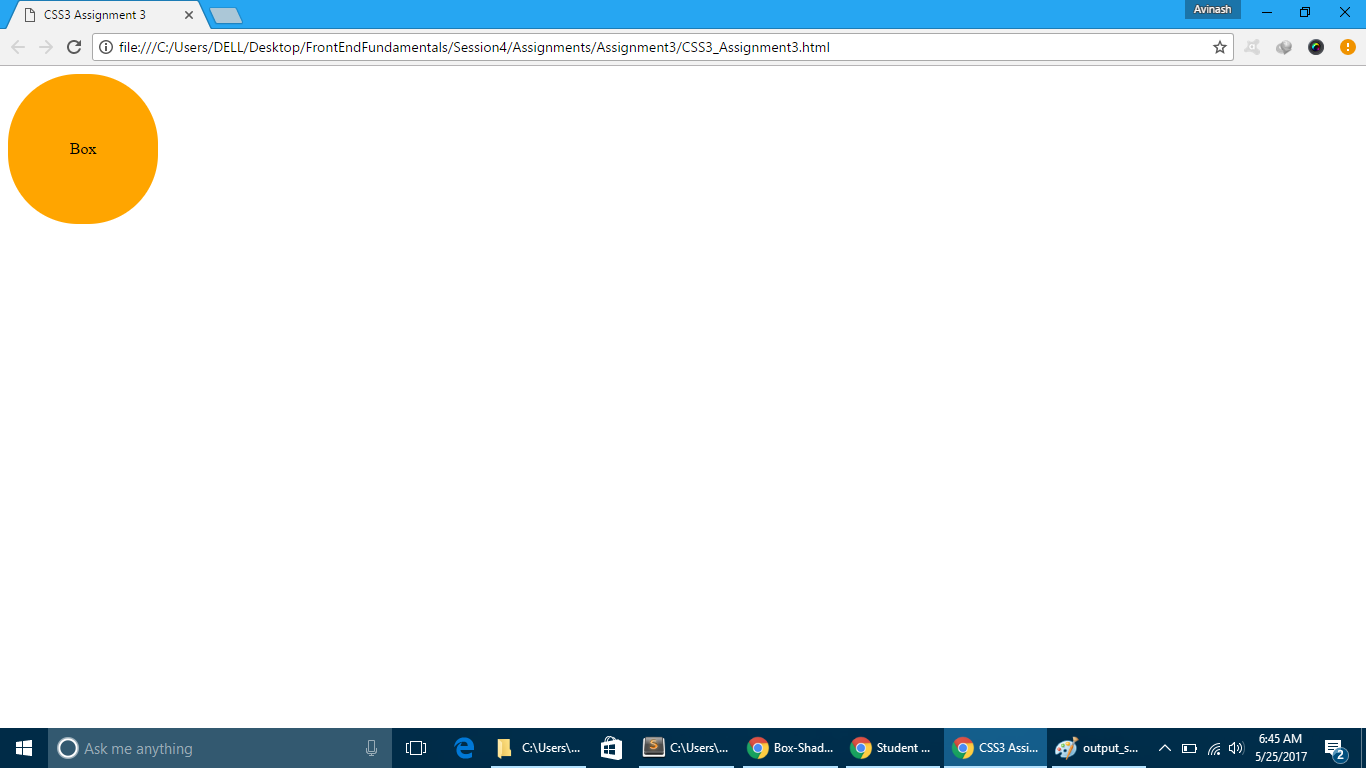 CSS3 Assignment 3
Avinash
file:///C:/Users/DELL/Desktop/FrontEndFundamentals/Session4/Assignments/Assignment3/CSS3_Assignment3.html
Box
Ask me anything
C:\Users\...
S
C:\Users\...
Box-Shad...
Student ...
CSS3 Assi...
output_s...
6:45 AM
5/25/2017
2